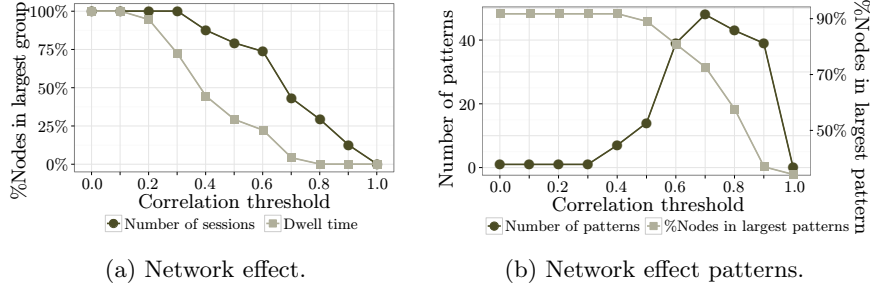 %Nodes in largest group
100%
75%
50%
25%
0%
0.0 0.2 0.4 0.6 0.8 1.0
Correlation threshold
Number of sessions Dwell time
(a) Network effect.
Number of patterns
40
20
0
%Nodes in largest pattern
90%
70%
50%
0.0 0.2 0.4 0.6 0.8 1.0
Correlation threshold
Number of patterns %Nodes in largest patterns
(b) Network effect patterns.